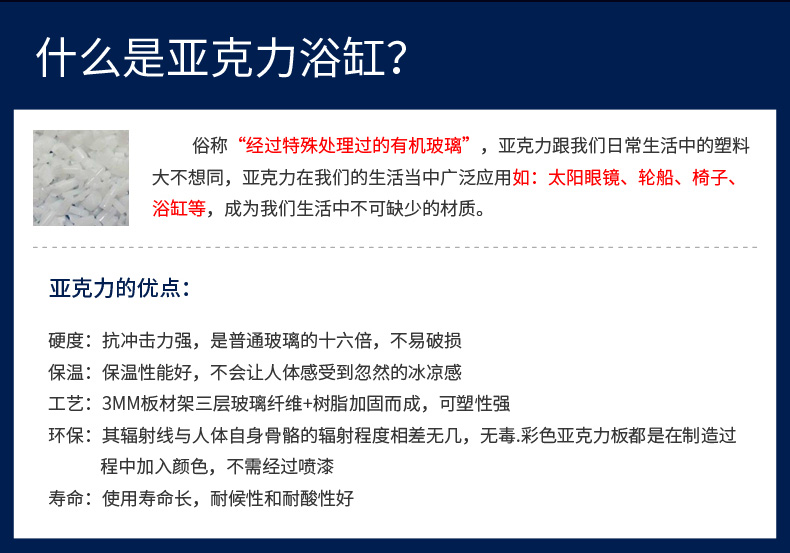 什么是亚克力浴缸？
俗称“经过特殊处理过的有机玻璃”，亚克力跟我们日常生活中的塑料
大不想同，亚克力在我们的生活当中广泛应用如：太阳眼镜、轮船、椅子、
浴缸等，成为我们生活中不可缺少的材质。
亚克力的优点：
硬度：抗冲击力强，是普通玻璃的十六倍，不易破损
保温：保温性能好，不会让人体感受到忽然的冰凉感
工艺：3MM板材架三层玻璃纤维+树脂加固而成，可塑性强
环保：其辐射线与人体自身骨骼的辐射程度相差无几，无毒.彩色亚克力板都是在制造过
程中加入颜色，不需经过喷漆
寿命：使用寿命长，耐候性和耐酸性好